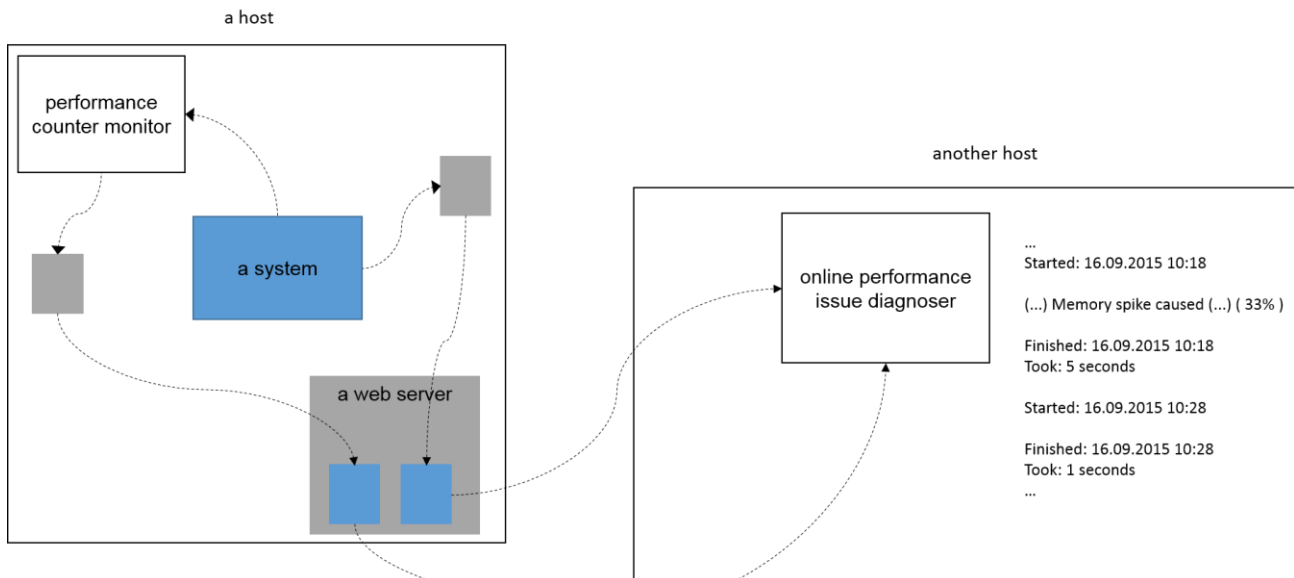 a host
performance
counter monitor
a system
a web server
another host
online performance
issue diagnoser
...
Started: 16.09.2015 10:18
(...) Memory spike caused (...) ( 33% )
Finished: 16.09.2015 10:18
Took: 5 seconds
Started: 16.09.2015 10:28
Finished: 16.09.2015 10:28
Took: 1 seconds
...